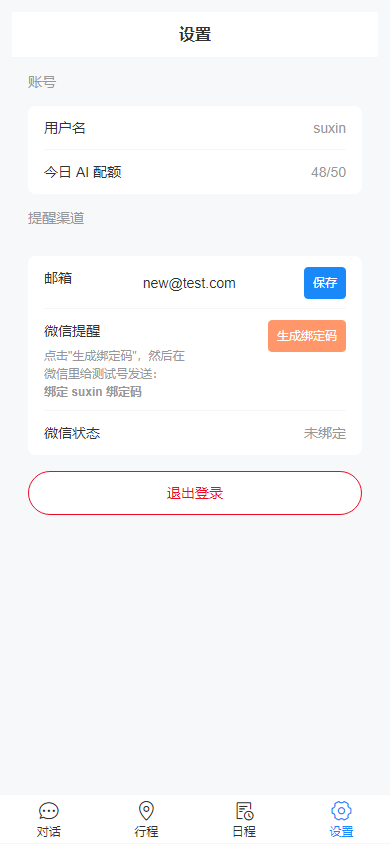 设置
账号
用户名 suxin
今日 AI 配额 48/50
提醒渠道
邮箱 new@test.com 保存
微信提醒 生成绑定码
点击"生成绑定码"，然后在
微信里给测试号发送：
绑定 suxin 绑定码
微信状态 未绑定
退出登录
对话 行程 日程 设置